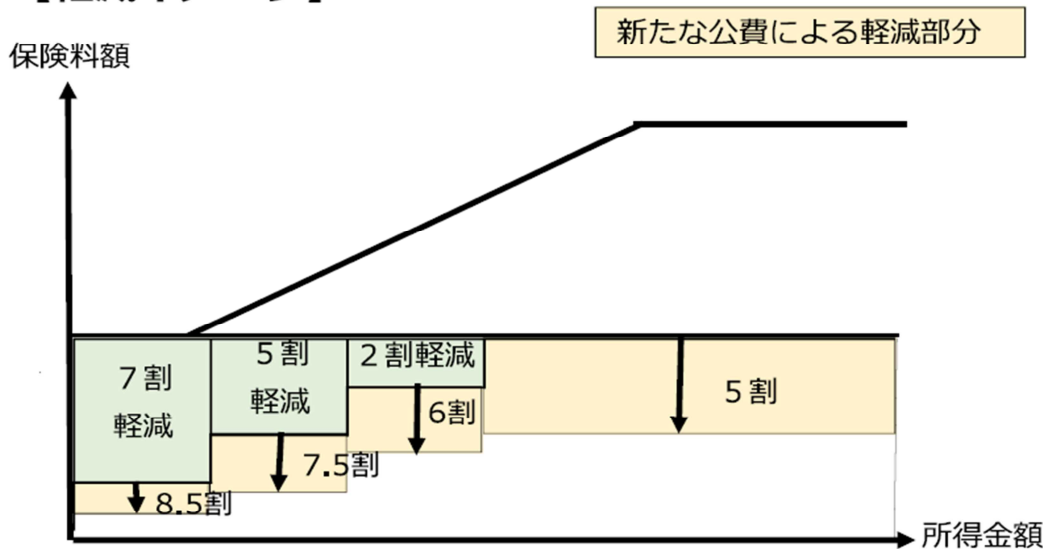 新たな公費による軽減部分
保険料額
7割
軽減
5割
軽減
2割軽減
5割
6割
7.5割
8.5割
所得金額